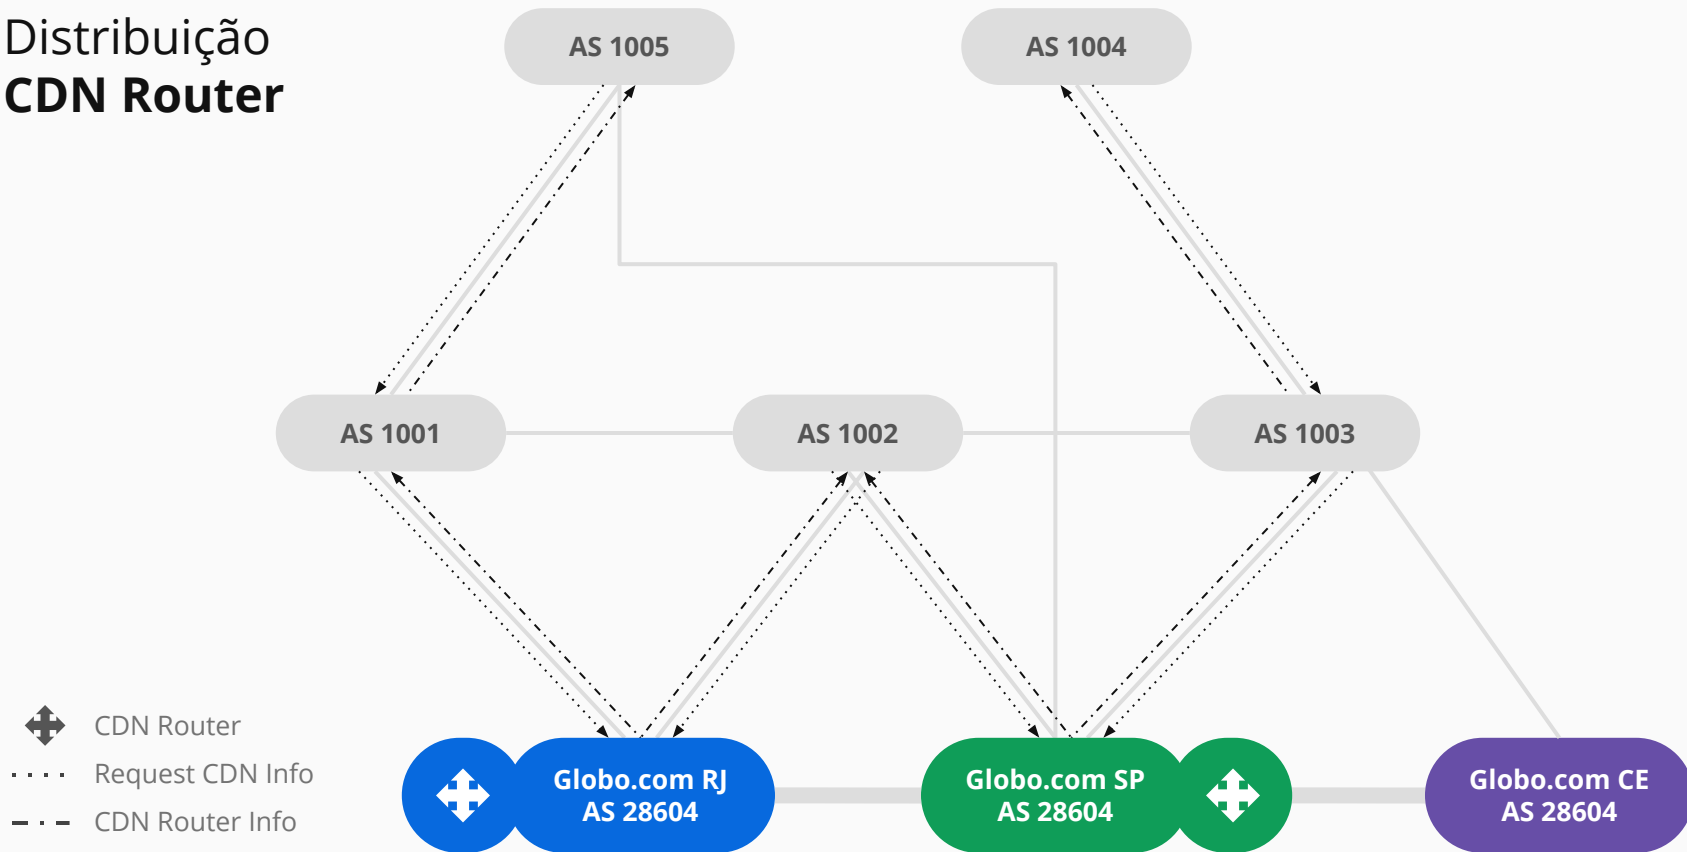 Distribuição
CDN Router
AS 1005
AS 1004
AS 1001
AS 1002
AS 1003
CDN Router
Request CDN Info
CDN Router Info
Globo.com RJ
AS 28604
Globo.com SP
AS 28604
Globo.com CE
AS 28604